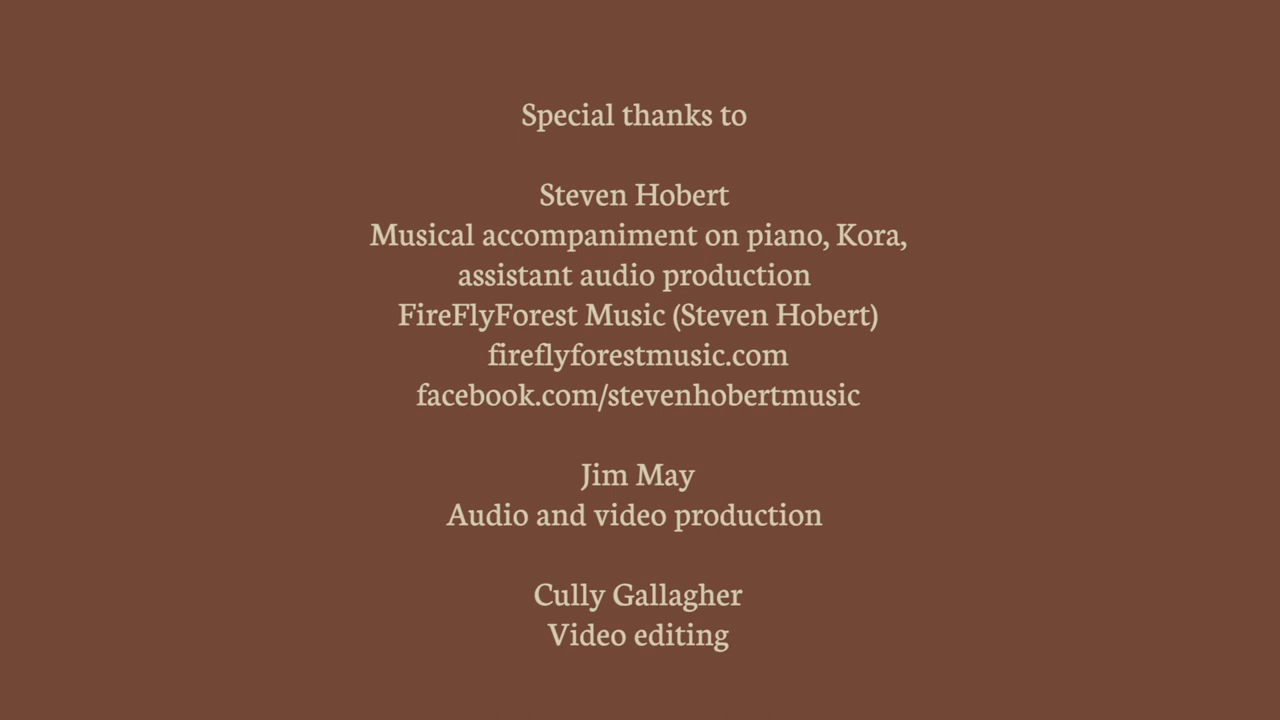 Special thanks to
Steven Hobert
Musical accompaniment on piano, Kora,
assistant audio production
FireFlyForest Music (Steven Hobert)
fireflyforestmusic.com
facebook.com/stevenhobertmusic
Jim May
Audio and video production
Cully Gallagher
Video editing